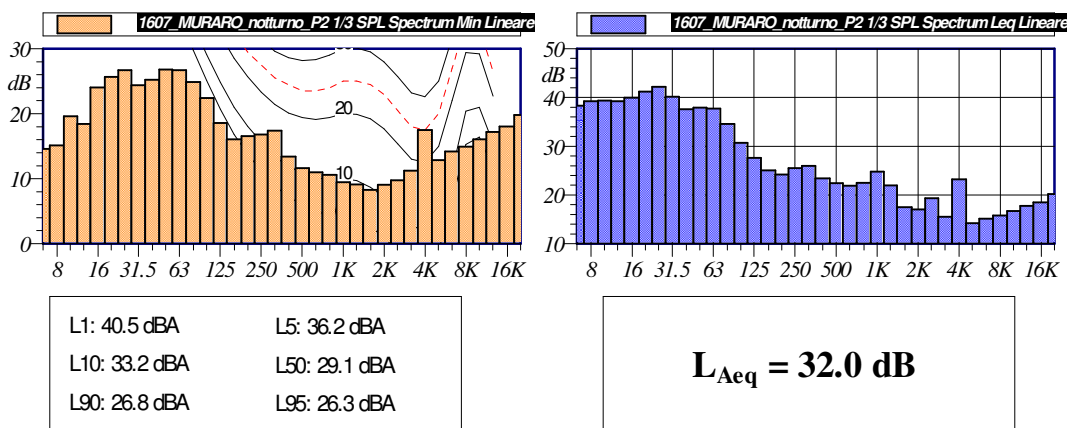 1607_MURARO_notturno_P2 1/3 SPL Spectrum Min Lineare
30
dB
20
10
0
20
10
8 16 31.5 63 125 250 500 1K 2K 4K 8K 16K
1607_MURARO_notturno_P2 1/3 SPL Spectrum Leq Lineare
50
dB
40
30
20
10
8 16 31.5 63 125 250 500 1K 2K 4K 8K 16K
L1: 40.5 dBA L5: 36.2 dBA
L10: 33.2 dBA L50: 29.1 dBA
L90: 26.8 dBA L95: 26.3 dBA
LAeq = 32.0 dB